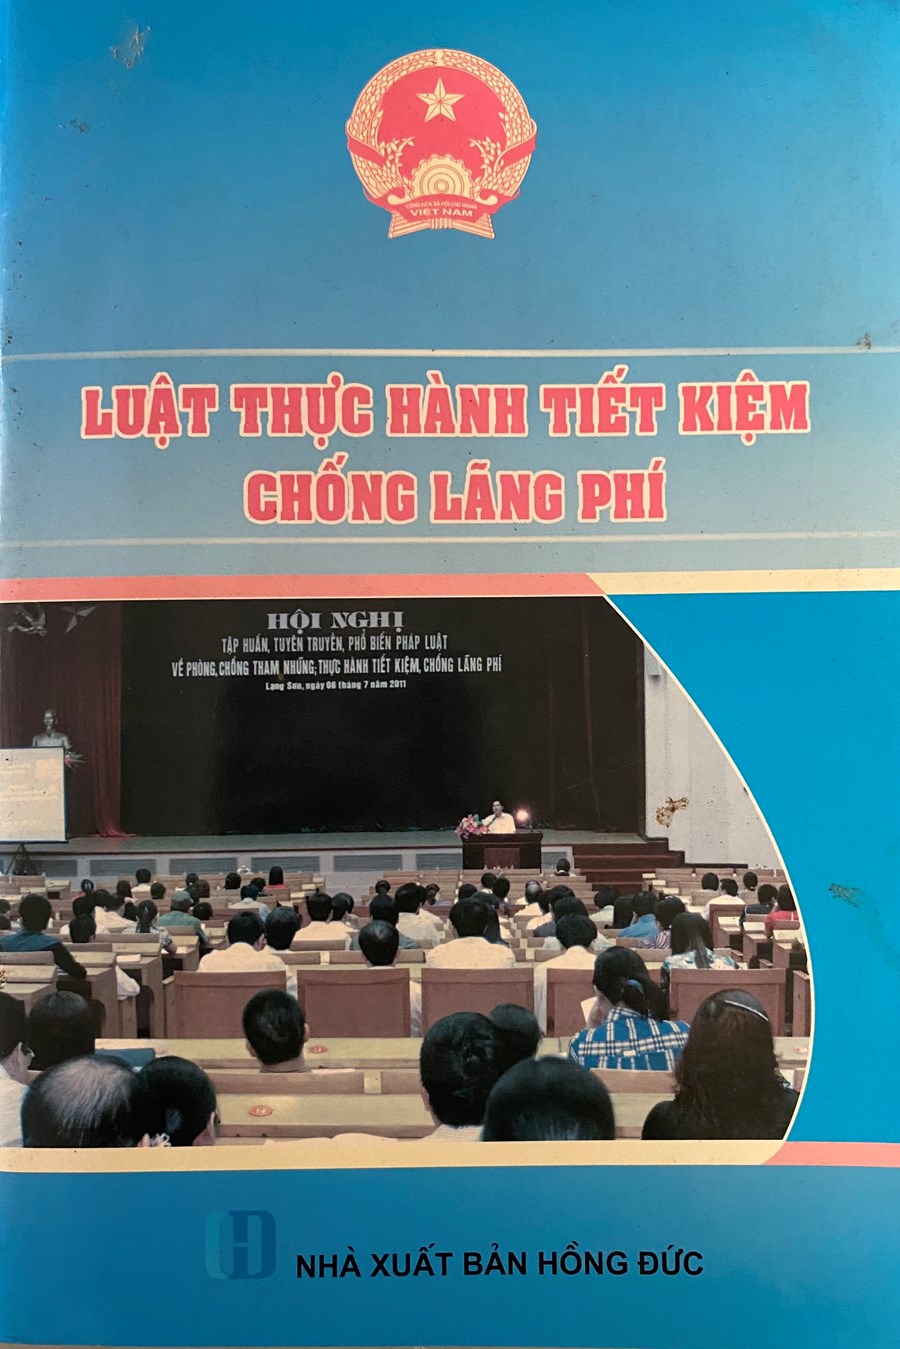 CỘNG HÒA XÃ HỘI CHỦ NGHĨA
VIỆT NAM
LUẬT THỰC HÀNH TIẾT KIỆM
CHỐNG LÃNG PHÍ
HỘI NGHỊ
TẬP HUẤN, TUYÊN TRUYỀN, PHỔ BIẾN PHÁP LUẬT
VỀ PHÒNG, CHỐNG THAM NHŨNG; THỰC HÀNH TIẾT KIỆM, CHỐNG LÃNG PHÍ
Lạng Sơn, ngày 06 tháng 7 năm 2011
NHÀ XUẤT BẢN HỒNG ĐỨC